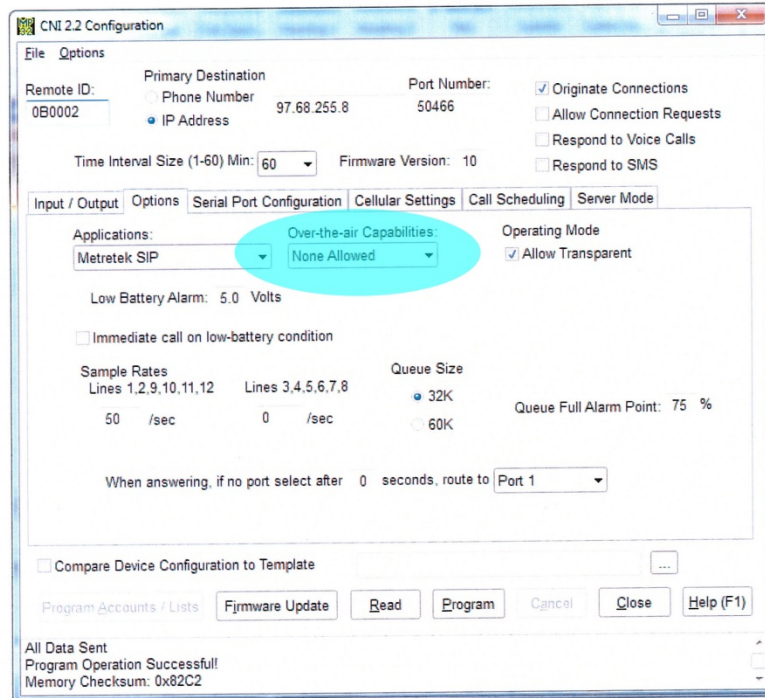 CNI 2.2 Configuration
File Options
Remote ID:
0B0002
Primary Destination
Phone Number
IP Address
97.68.255.8
Port Number:
50466
Originate Connections
Allow Connection Requests
Respond to Voice Calls
Respond to SMS
Time Interval Size (1-60) Min: 60 Firmware Version: 10
Input / Output Options Serial Port Configuration Cellular Settings Call Scheduling Server Mode
Applications:
Metretek SIP
Over-the-air Capabilities:
None Allowed
Operating Mode
Allow Transparent
Low Battery Alarm: 5.0 Volts
Immediate call on low-battery condition
Sample Rates
Lines 1,2,9,10,11,12 Lines 3,4,5,6,7,8
50 /sec 0 /sec
Queue Size
32K
60K
Queue Full Alarm Point: 75 %
When answering, if no port select after 0 seconds, route to Port 1
Compare Device Configuration to Template ...
Program Accounts / Lists Firmware Update Read Program Cancel Close Help (F1)
All Data Sent
Program Operation Successful!
Memory Checksum: 0x82C2